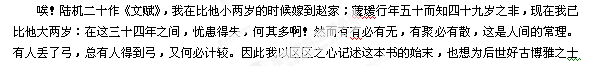 唉！陆机二十作《文赋》，我在比他小两岁的时候嫁到赵家；蘧瑗行年五十而知四十九岁之非，现在我已
比他大两岁：在这三十四年之间，忧患得失，何其多啊！然而有有必有无，有聚必有散，这是人间的常理。
有人丢了弓，总有人得到弓，又何必计较。因此我以区区之心记述这本书的始末，也想为后世好古博雅之士